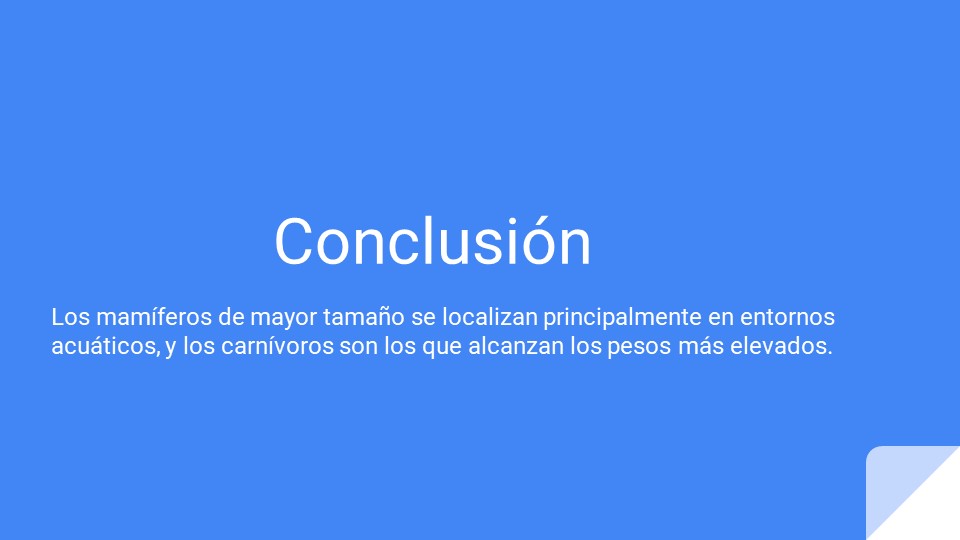 Conclusión
Los mamíferos de mayor tamaño se localizan principalmente en entornos
acuáticos, y los carnívoros son los que alcanzan los pesos más elevados.